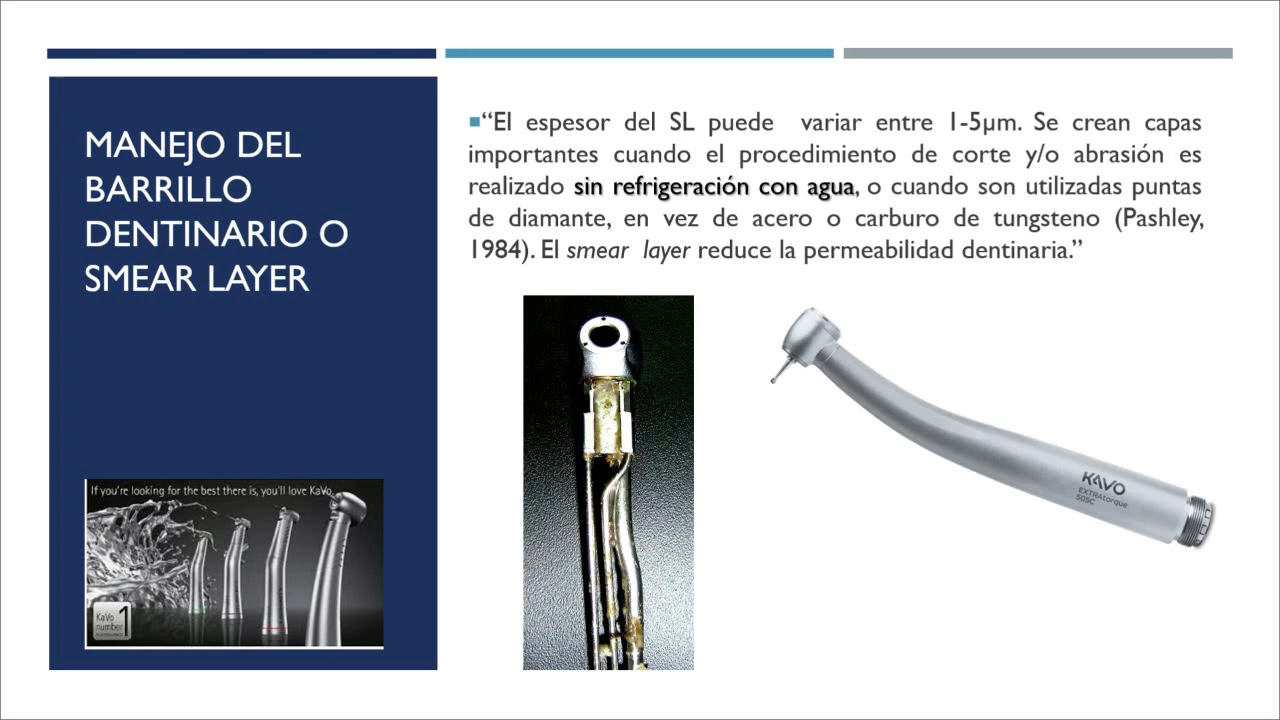 MANEJO DEL
BARRILLO
DENTINARIO O
SMEAR LAYER
“El espesor del SL puede variar entre 1-5µm. Se crean capas
importantes cuando el procedimiento de corte y/o abrasión es
realizado sin refrigeración con agua, o cuando son utilizadas puntas
de diamante, en vez de acero o carburo de tungsteno (Pashley,
1984). El smear layer reduce la permeabilidad dentinaria.”
If you're looking for the best there is, you'll love KaVo.
KaVo
number 1
KAVO
EXTRAtorque
505C